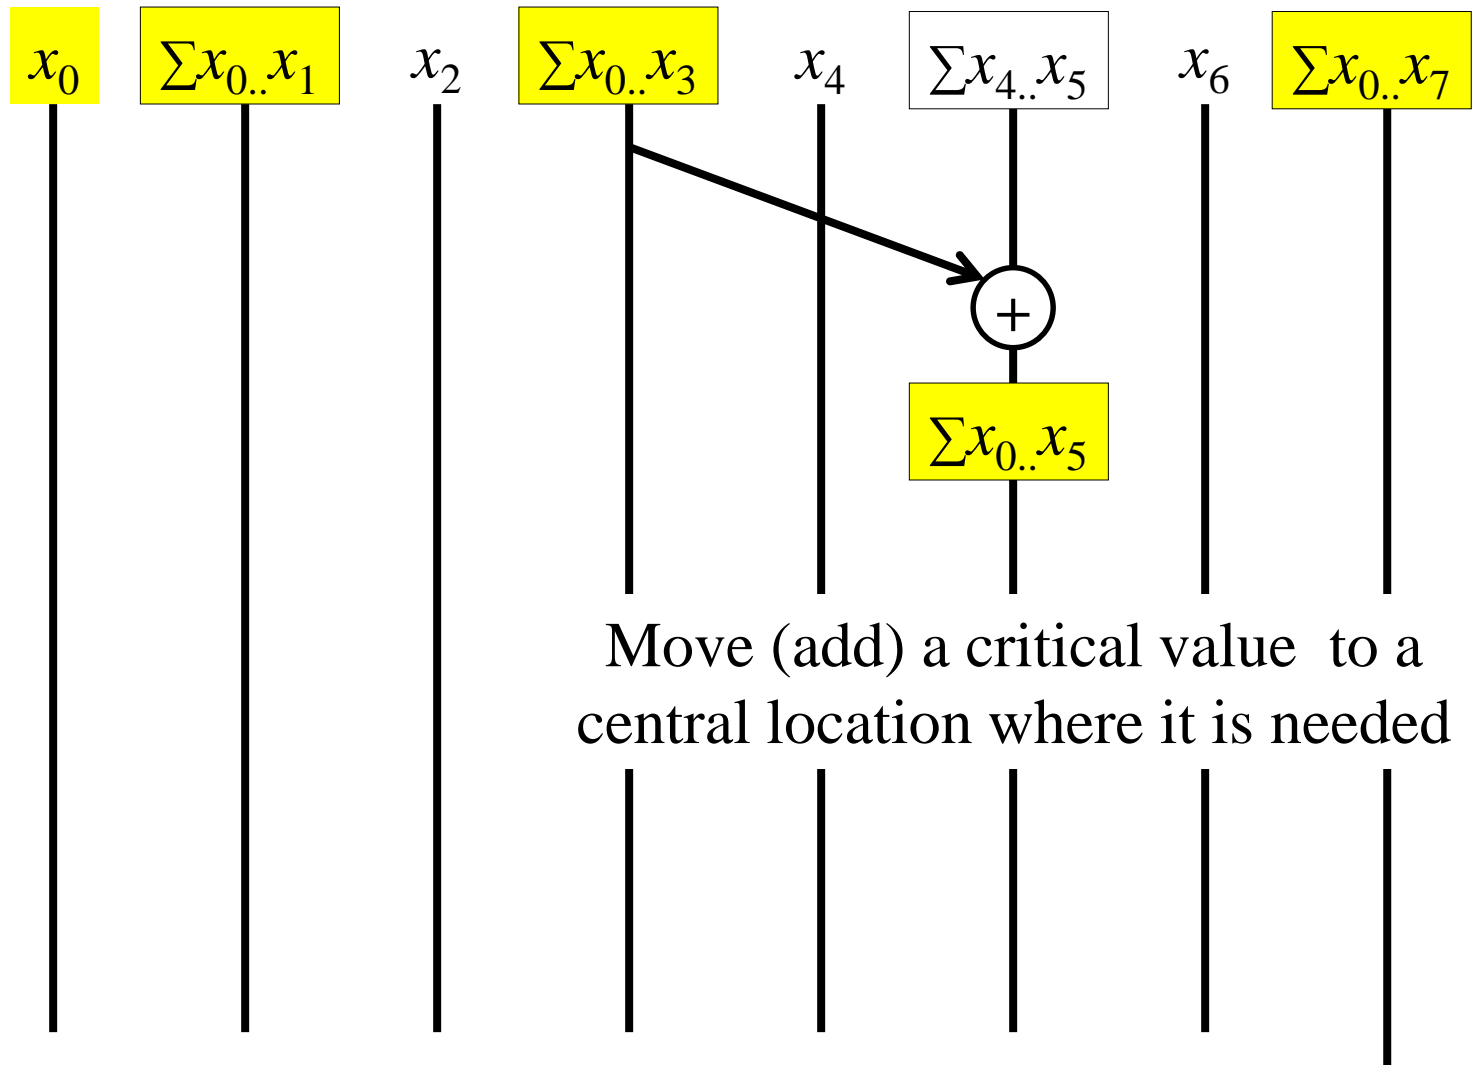 x0 ∑x0..x1 x2 ∑x0..x3 x4 ∑x4..x5 x6 ∑x0..x7
+
∑x0..x5
Move (add) a critical value to a
central location where it is needed